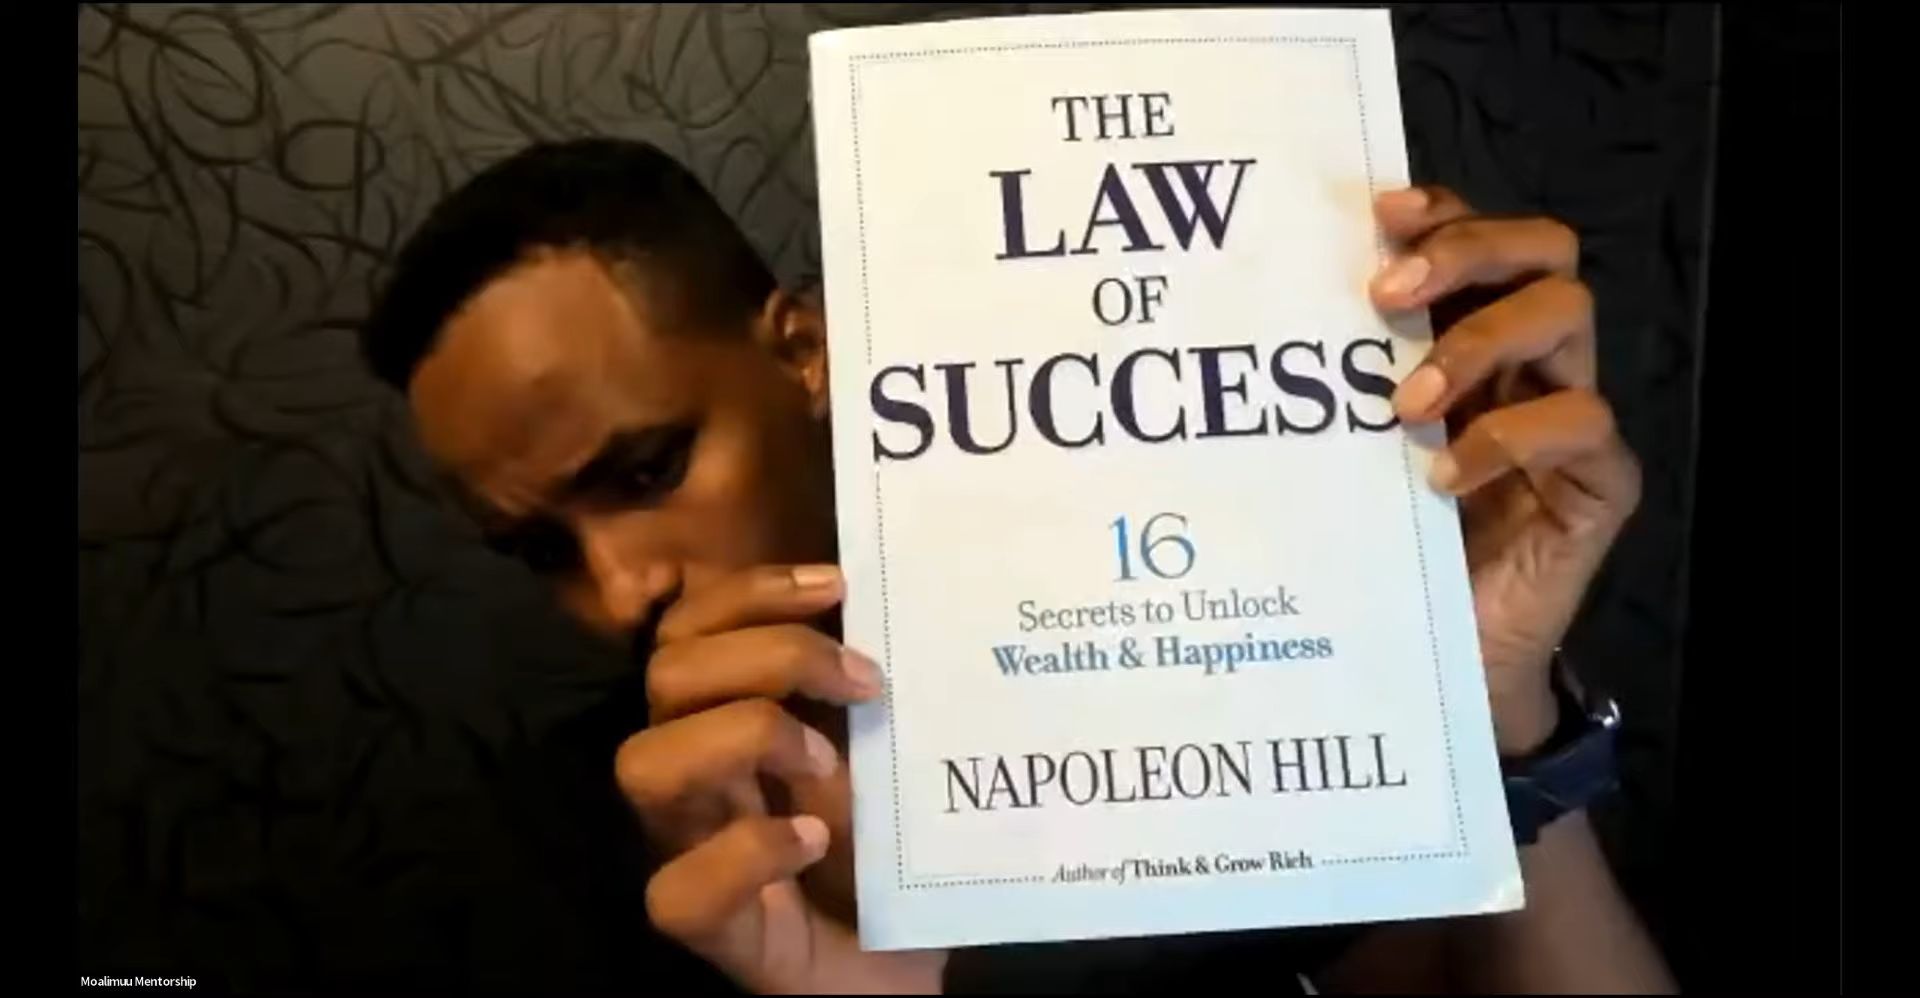 THE
LAW
OF
SUCCESS
16
Secrets to Unlock
Wealth & Happiness
NAPOLEON HILL
Author of Think & Grow Rich
Moalimuu Mentorship